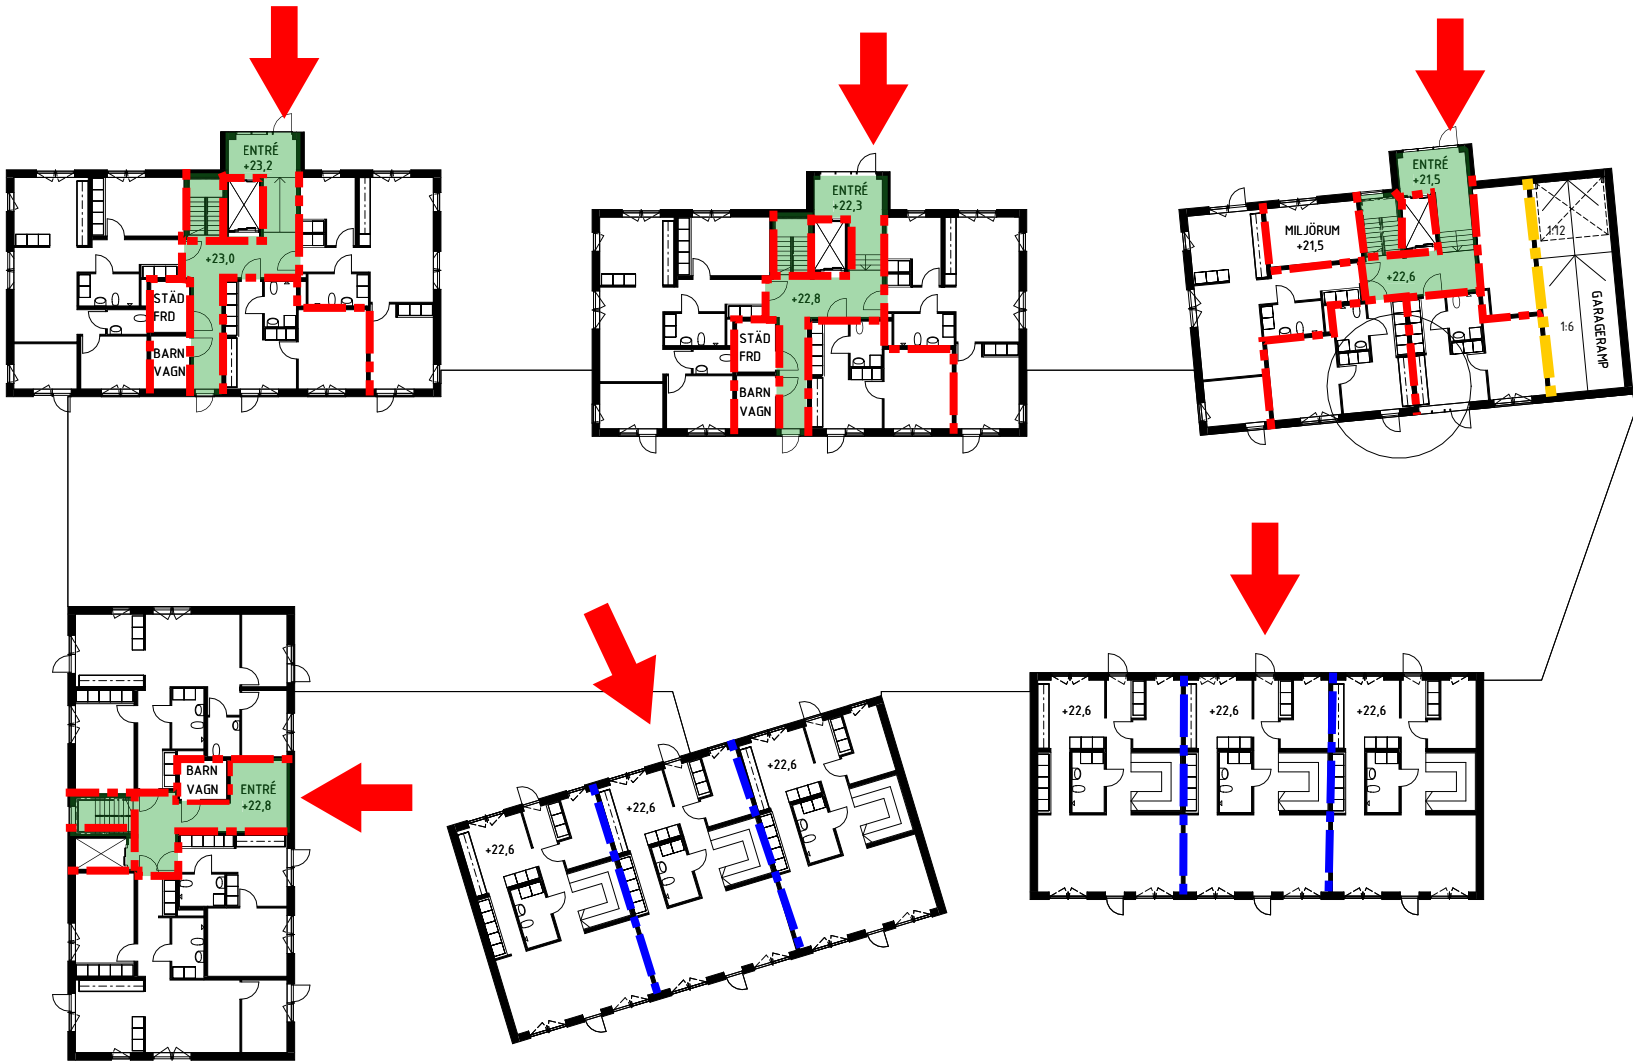 ENTRÉ
+23,2
+23,0
STÄD
FRD
BARN
VAGN
ENTRÉ
+22,3
+22,8
STÄD
FRD
BARN
VAGN
ENTRÉ
+21,5
MILJÖRUM
+21,5
+22,6
1:12
1:6
GARAGERAMP
BARN
VAGN
ENTRÉ
+22,8
+22,6
+22,6
+22,6
+22,6
+22,6
+22,6